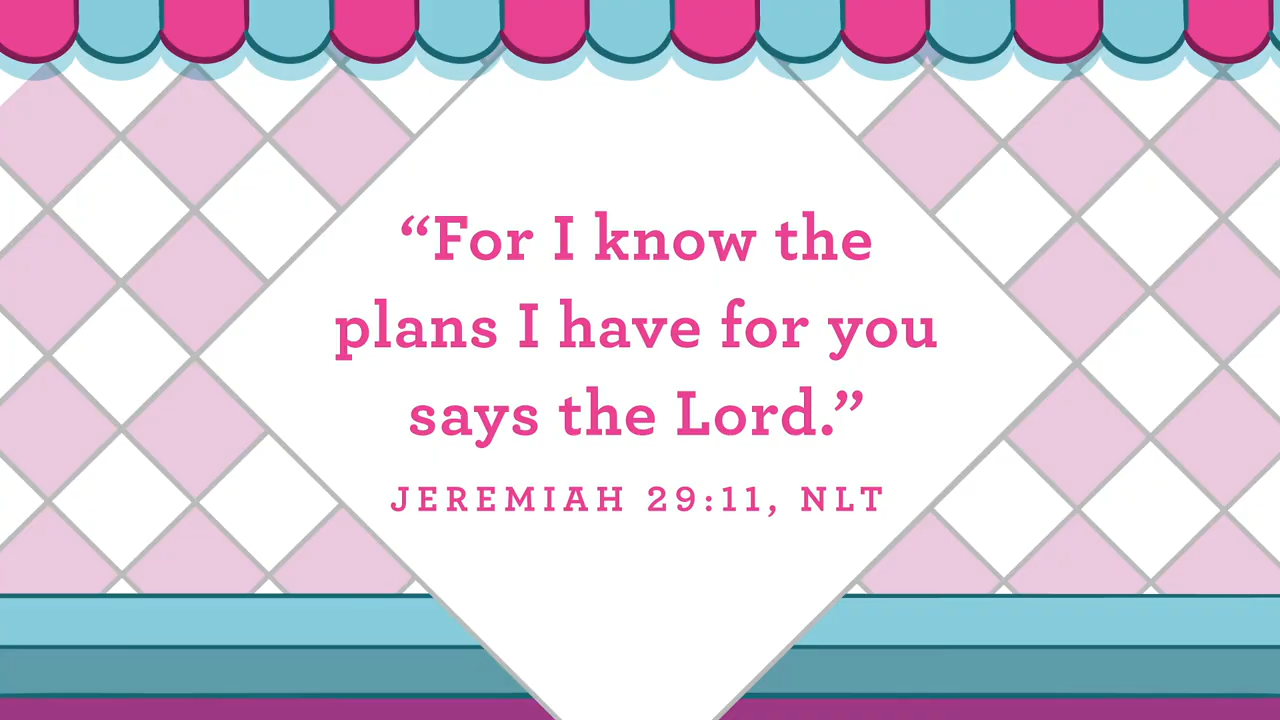 “For I know the
plans I have for you
says the Lord.”
JEREMIAH 29:11, NLT